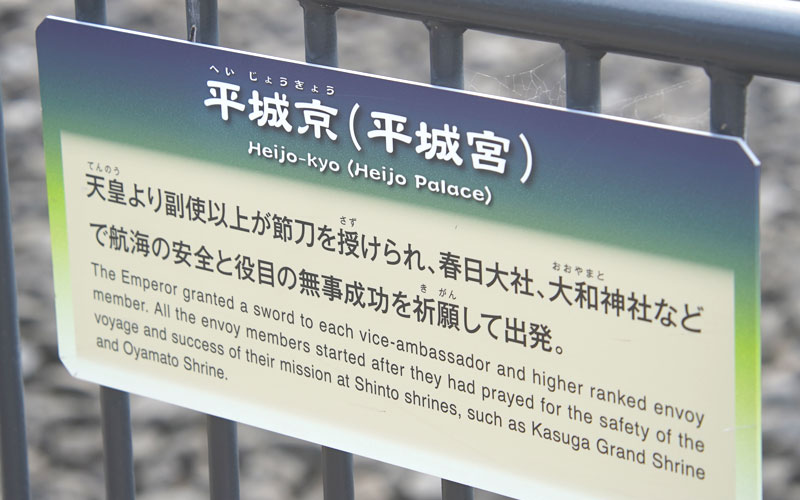 へいじょうきょう
平城京(平城宮)
Heijo-kyo (Heijo Palace)
てんのう さず
天皇より副使以上が節刀を授けられ、春日大社、大和神社など
おおやまと
で航海の安全と役目の無事成功を祈願して出発。
きがん
The Emperor granted a sword to each vice-ambassador and higher ranked envoy
member. All the envoy members started after they had prayed for the safety of the
voyage and success of their mission at Shinto shrines, such as Kasuga Grand Shrine
and Oyamato Shrine.